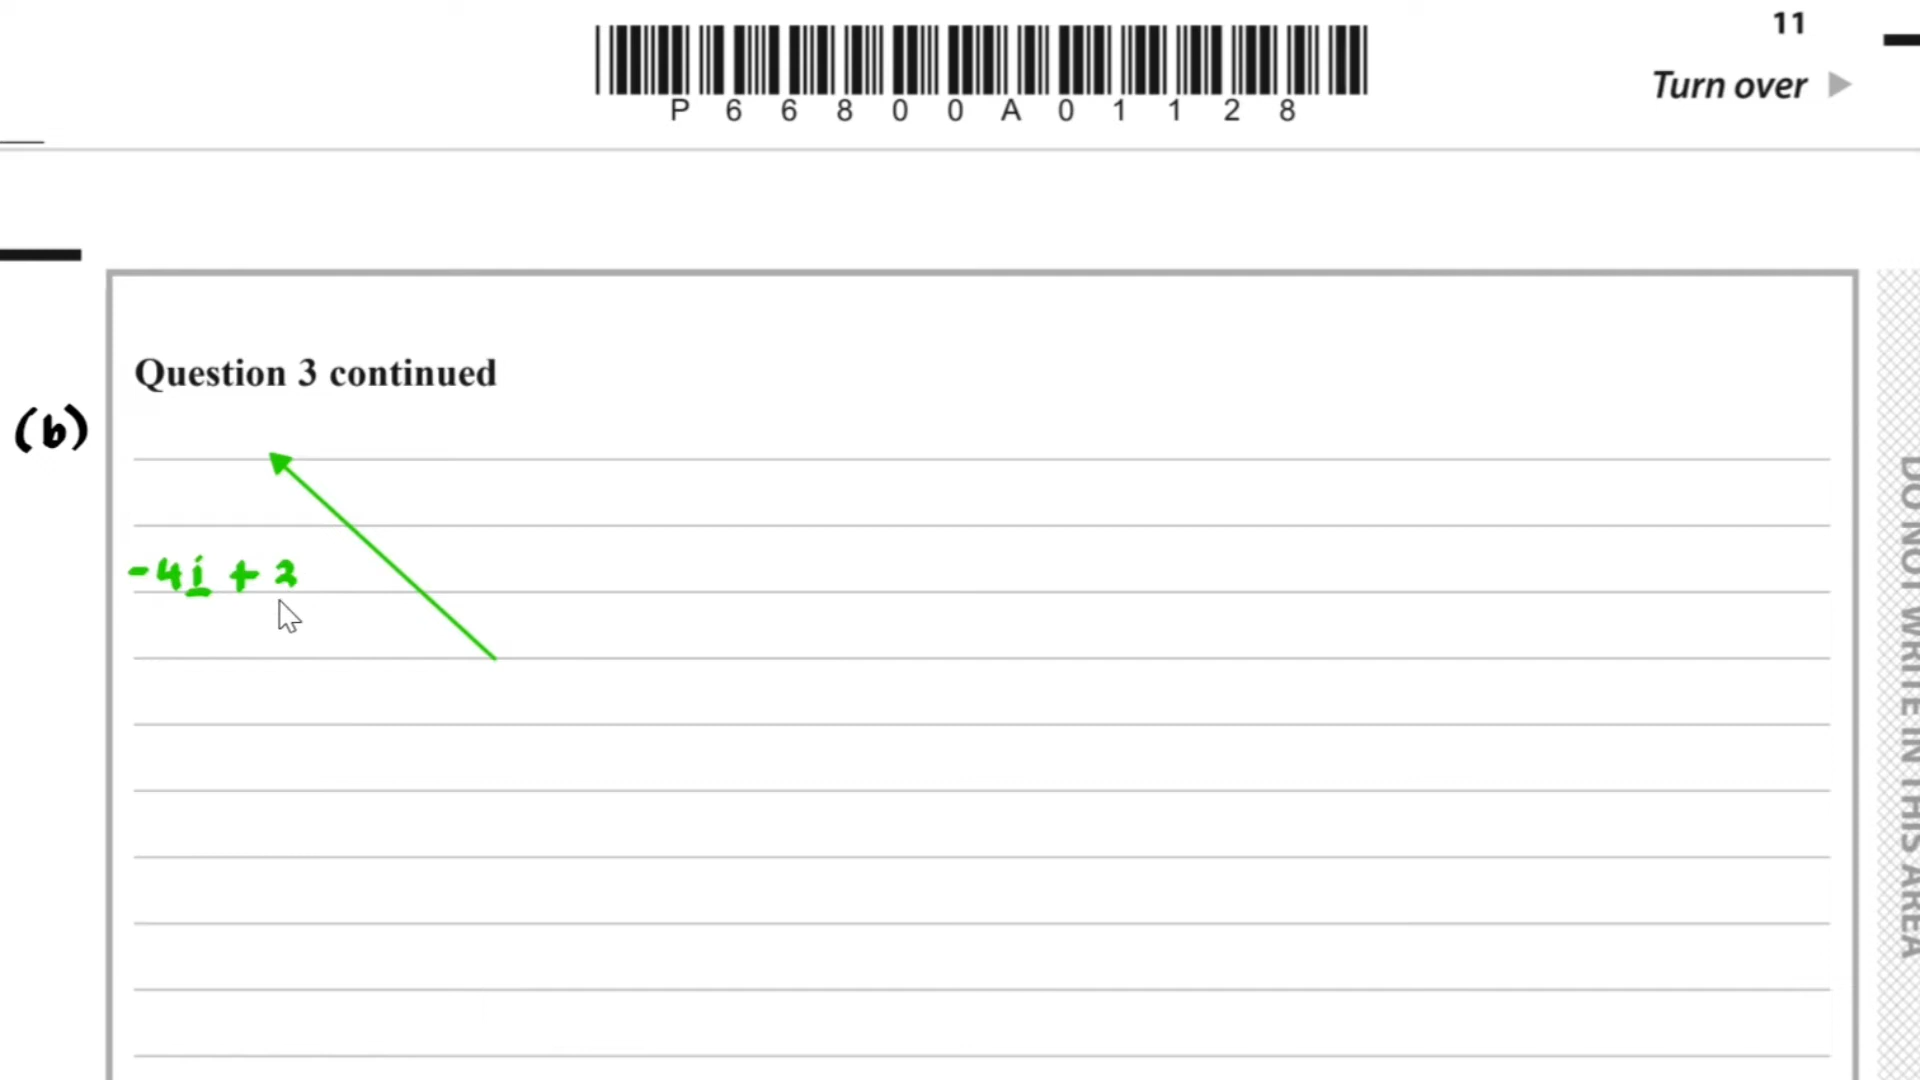 11
Turn over
P 6 6 8 0 0 A 0 1 1 2 8
Question 3 continued
(b)
-4i + 2
DO NOT WRITE IN THIS AREA